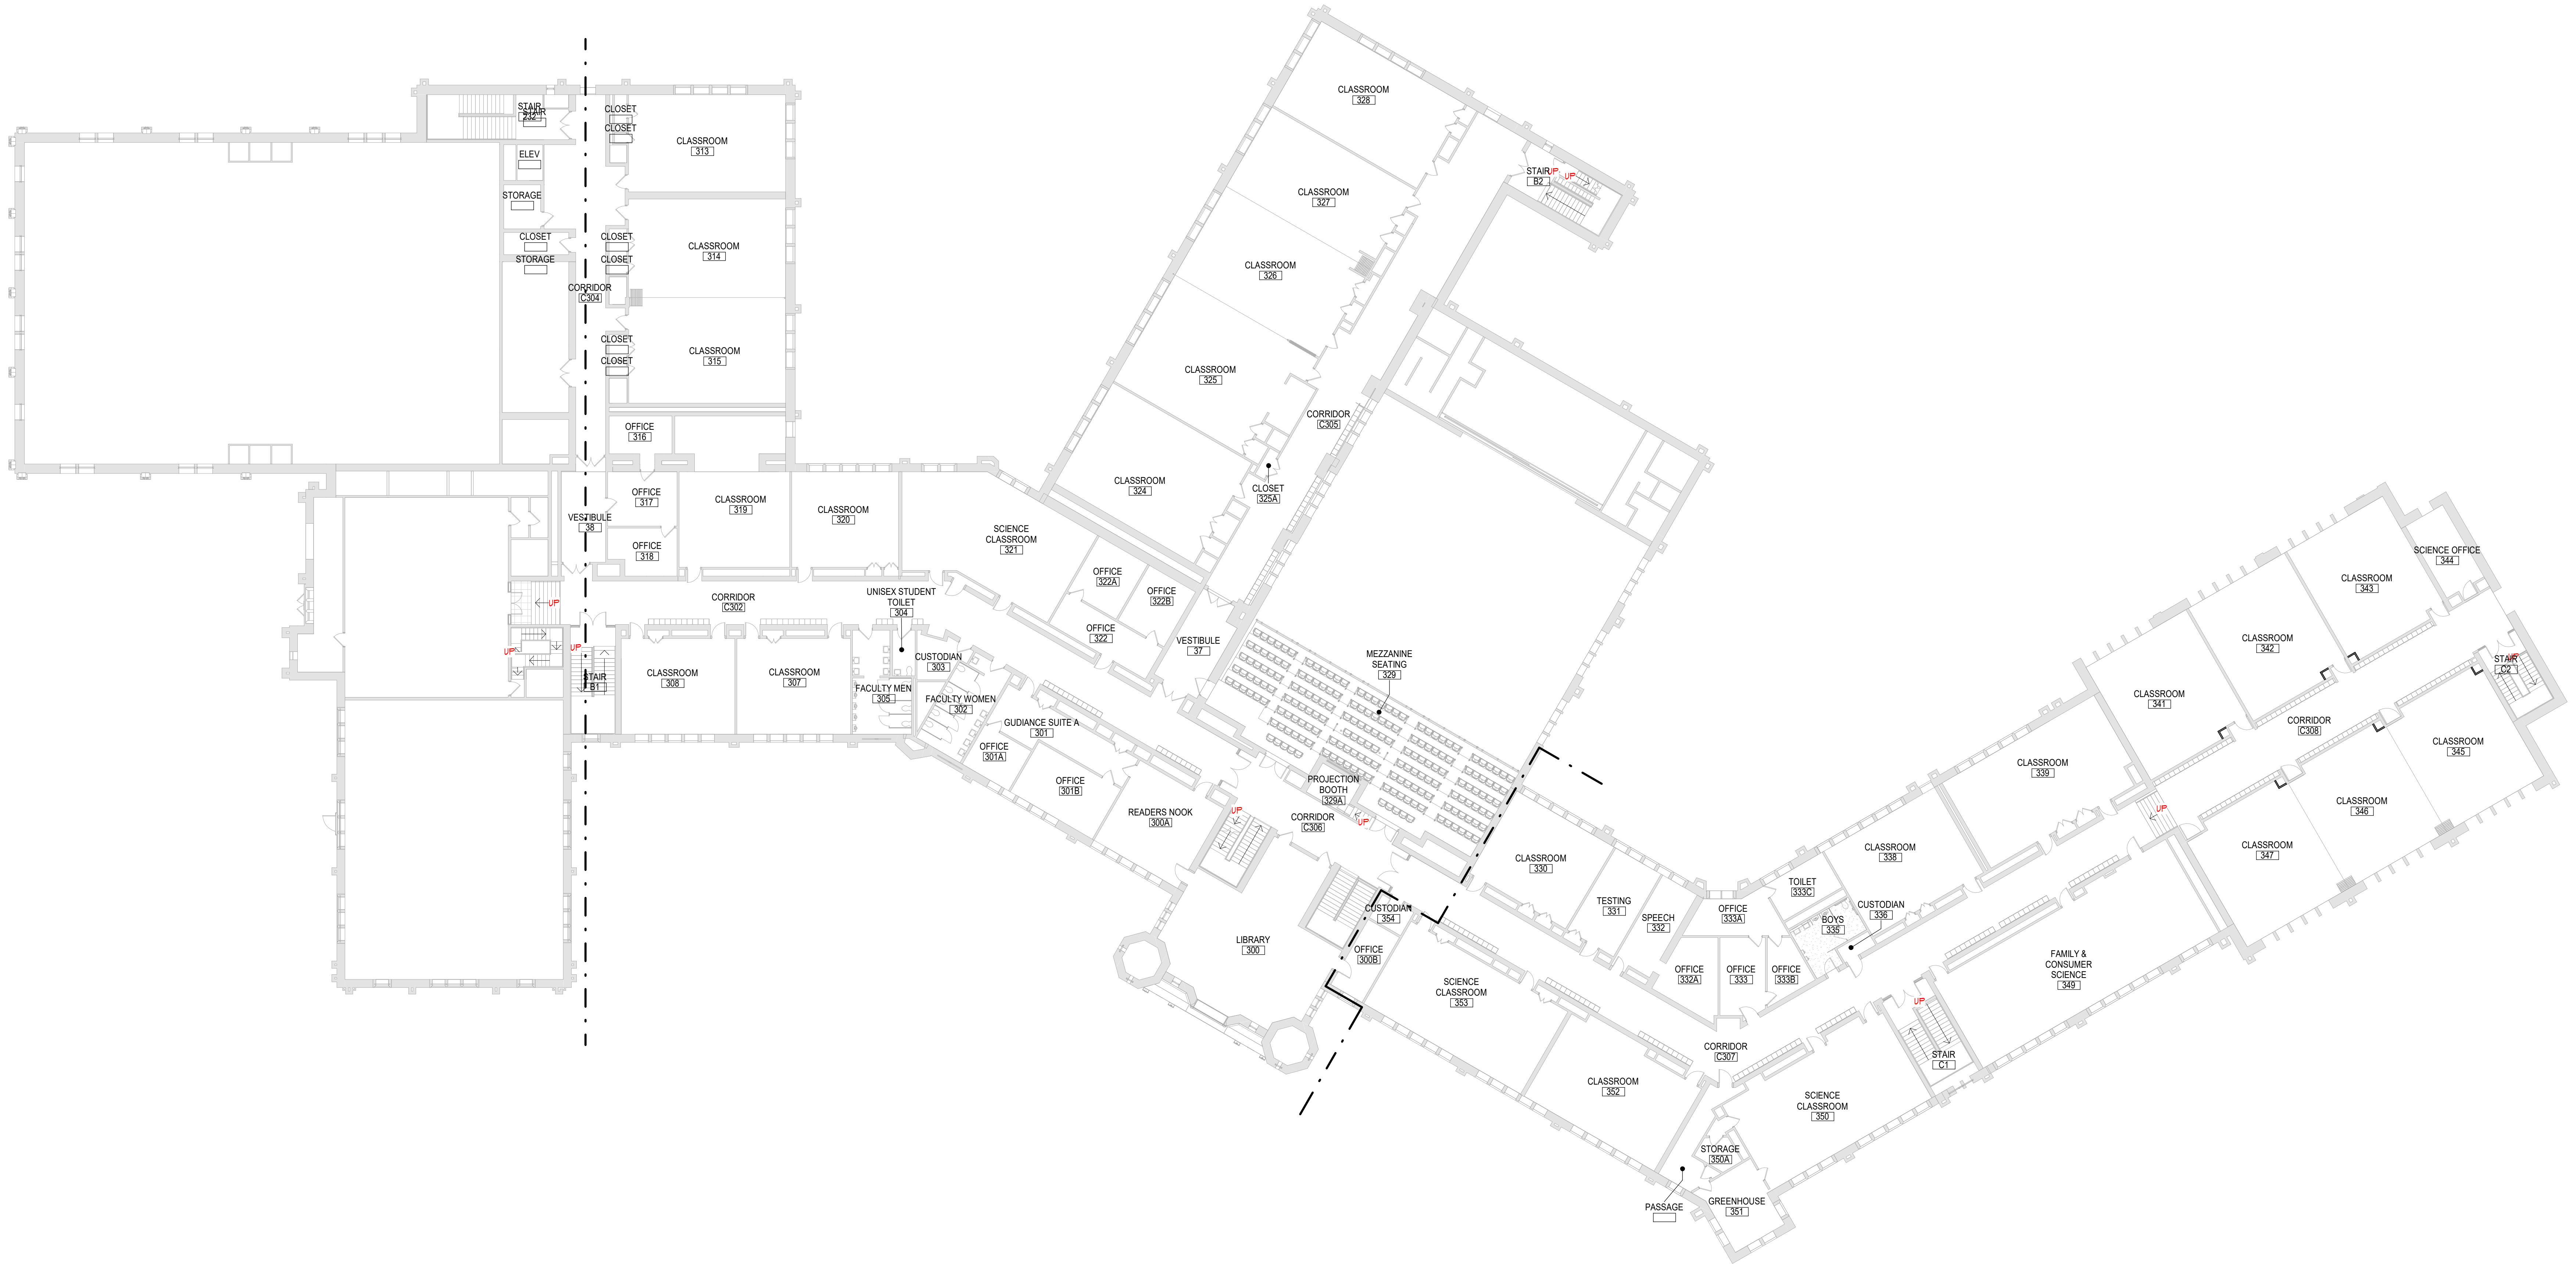 STAIR
232
STAIR
ELEV
STORAGE
CLOSET
STORAGE
CLOSET
CLOSET
CLASSROOM
313
CLOSET
CLOSET
CLASSROOM
314
CORRIDOR
C304
CLOSET
CLOSET
CLASSROOM
315
OFFICE
316
OFFICE
317
OFFICE
318
VESTIBULE
38
CLASSROOM
319
CLASSROOM
320
SCIENCE
CLASSROOM
321
OFFICE
322A
OFFICE
322B
OFFICE
322
VESTIBULE
37
UP
UP
UP
STAIR
B1
CORRIDOR
C302
UNISEX STUDENT
TOILET
304
CLASSROOM
308
CLASSROOM
307
FACULTY MEN
305
CUSTODIAN
303
FACULTY WOMEN
302
GUDIANCE SUITE A
301
OFFICE
301A
OFFICE
301B
READERS NOOK
300A
CLASSROOM
328
CLASSROOM
327
CLASSROOM
326
CLASSROOM
325
CLASSROOM
324
STAIR
B2
UP
UP
CORRIDOR
C305
CLOSET
325A
MEZZANINE
SEATING
329
PROJECTION
BOOTH
329A
UP
CORRIDOR
C306
UP
LIBRARY
300
CUSTODIAN
354
OFFICE
300B
SCIENCE
CLASSROOM
353
CLASSROOM
352
CLASSROOM
330
TESTING
331
SPEECH
332
OFFICE
332A
OFFICE
333A
OFFICE
333
OFFICE
333B
TOILET
333C
BOYS
335
CUSTODIAN
336
CLASSROOM
338
CLASSROOM
339
CORRIDOR
C307
SCIENCE
CLASSROOM
350
STORAGE
350A
PASSAGE
GREENHOUSE
351
UP
STAIR
C1
FAMILY &
CONSUMER
SCIENCE
349
UP
CLASSROOM
341
CLASSROOM
342
CLASSROOM
343
SCIENCE OFFICE
344
UP
STAIR
C2
CORRIDOR
C308
CLASSROOM
345
CLASSROOM
346
CLASSROOM
347